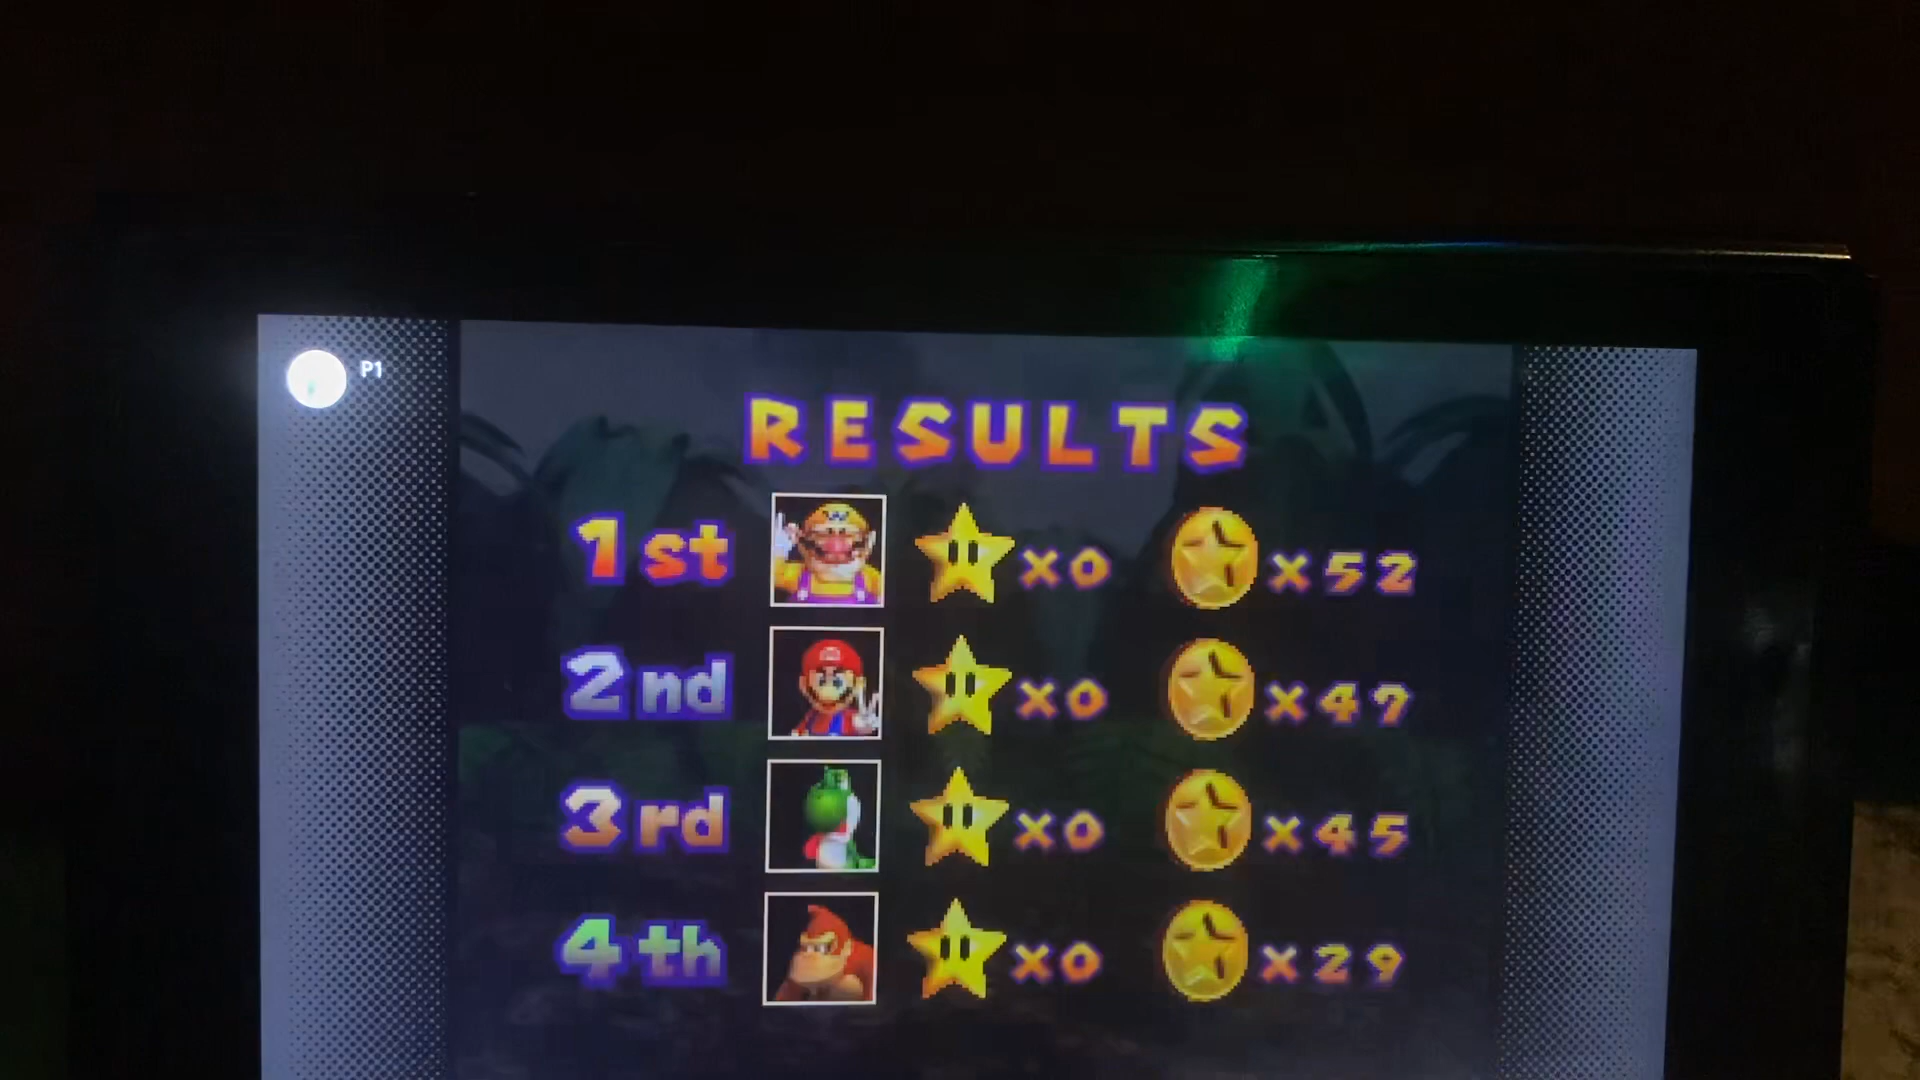 P1
RESULTS
1st ×0 ×52
2nd ×0 ×47
3rd ×0 ×45
4th ×0 ×29